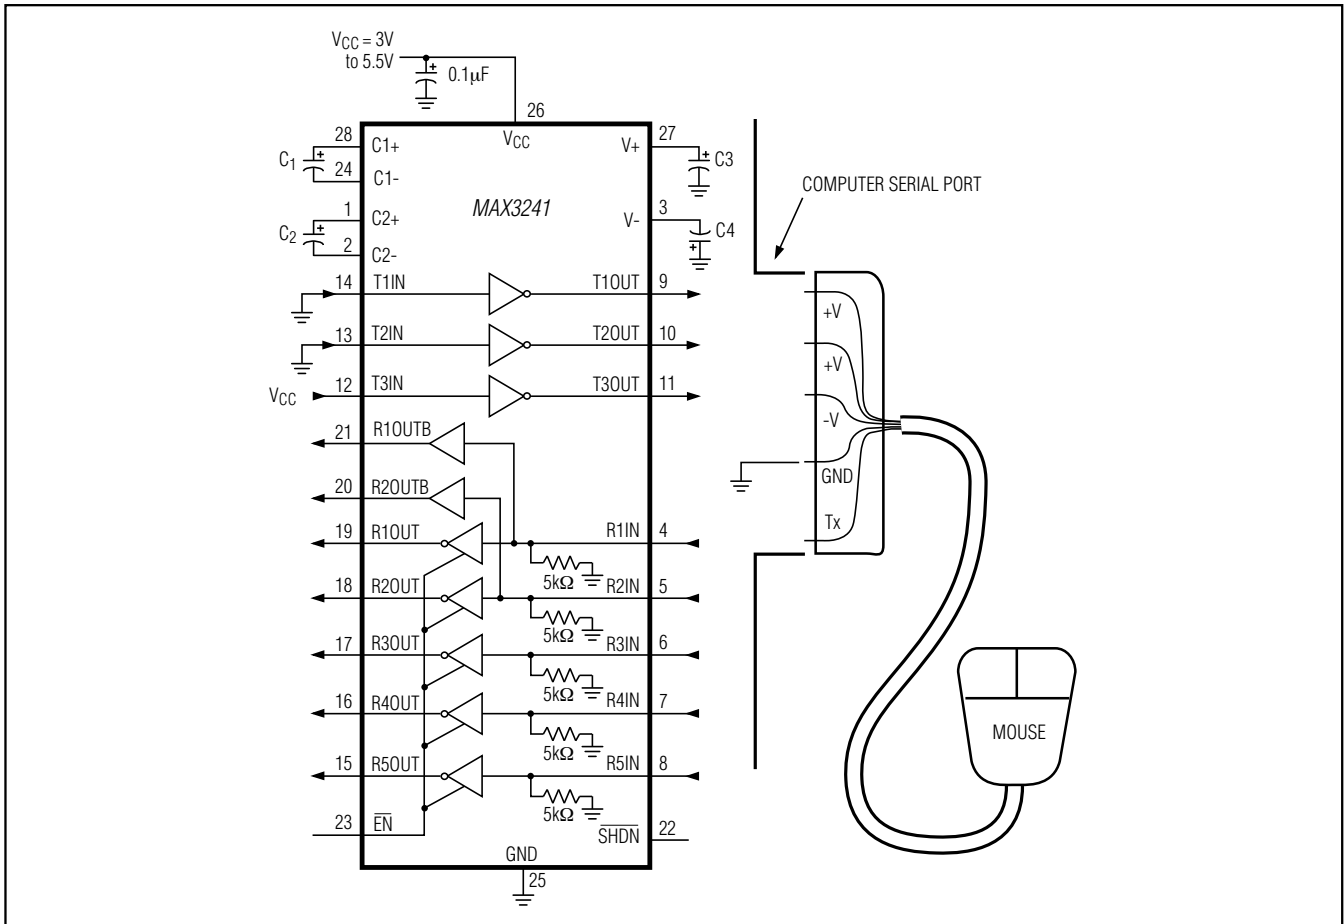 V_CC = 3V
to 5.5V
0.1μF
26
V_CC
28 C1+
C_1
24 C1-
1 C2+
C_2
2 C2-
MAX3241
V+ 27
C3
V- 3
C4
COMPUTER SERIAL PORT
14 T1IN T1OUT 9
13 T2IN T2OUT 10
V_CC 12 T3IN T3OUT 11
21 R1OUTB
20 R2OUTB
19 R1OUT R1IN 4
5kΩ
18 R2OUT R2IN 5
5kΩ
17 R3OUT R3IN 6
5kΩ
16 R4OUT R4IN 7
5kΩ
15 R5OUT R5IN 8
5kΩ
23 E̅N̅
S̅H̅D̅N̅ 22
GND
25
+V
+V
-V
GND
Tx
MOUSE